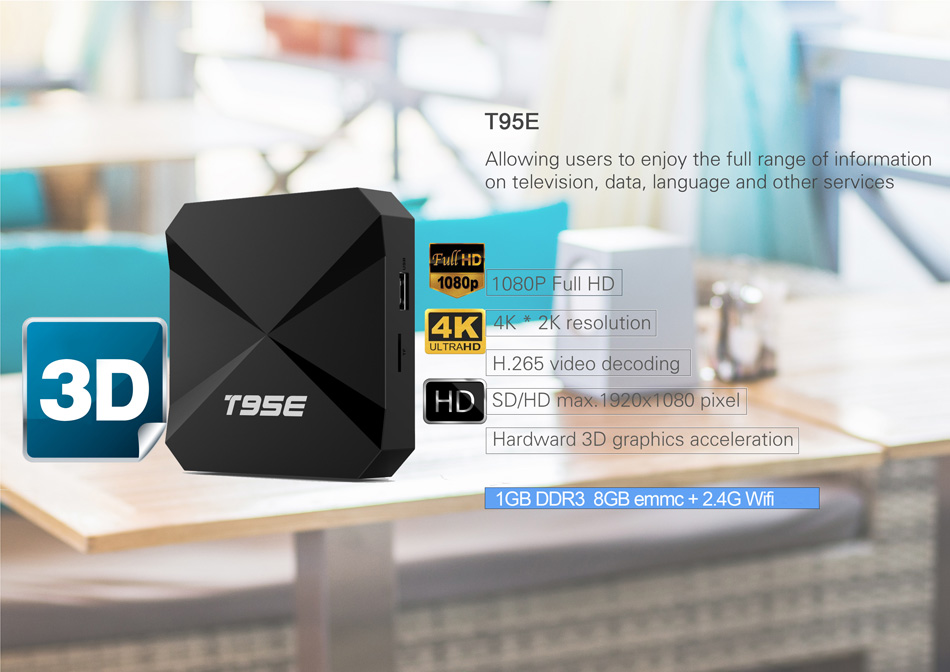 T95E
Allowing users to enjoy the full range of information
on television, data, language and other services
Full HD
1080p
1080P Full HD
4K
ULTRAHD
4K * 2K resolution
H.265 video decoding
HD
SD/HD max.1920x1080 pixel
Hardward 3D graphics acceleration
1GB DDR3 8GB emmc + 2.4G Wifi
3D
T95E